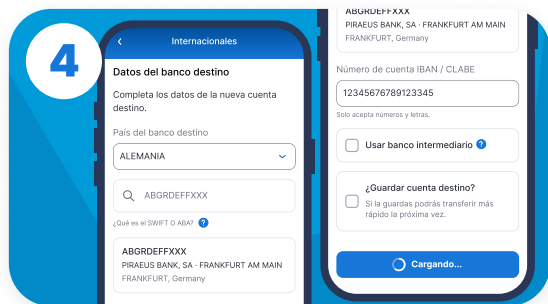 4
Internacionales
Datos del banco destino
Completa los datos de la nueva cuenta
destino.
País del banco destino
ALEMANIA
ABGRDEFFXXX
¿Qué es el SWIFT O ABA? ?
ABGRDEFFXXX
PIRAEUS BANK, SA - FRANKFURT AM MAIN
FRANKFURT, Germany
ABGRDEFFXXX
PIRAEUS BANK, SA - FRANKFURT AM MAIN
FRANKFURT, Germany
Número de cuenta IBAN / CLABE
12345676789123345
Solo acepta números y letras.
Usar banco intermediario ?
¿Guardar cuenta destino?
Si la guardas podrás transferir más
rápido la próxima vez.
Cargando...